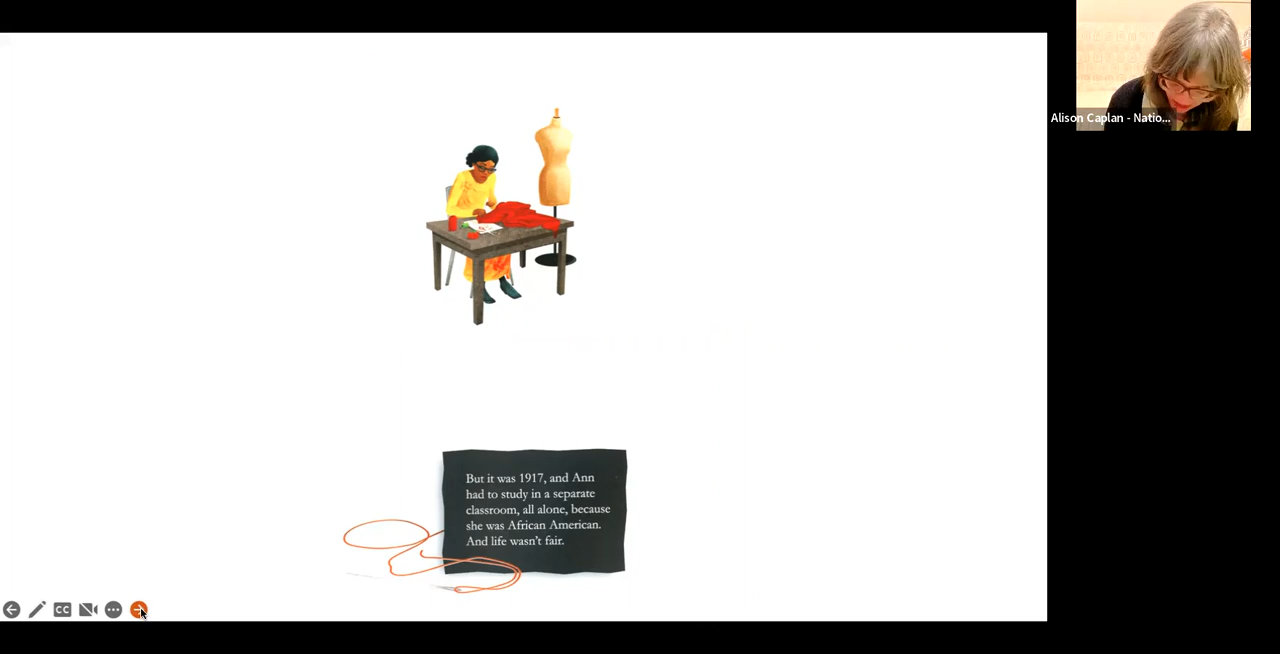 Alison Caplan - Natio...
But it was 1917, and Ann
had to study in a separate
classroom, all alone, because
she was African American.
And life wasn't fair.
CC